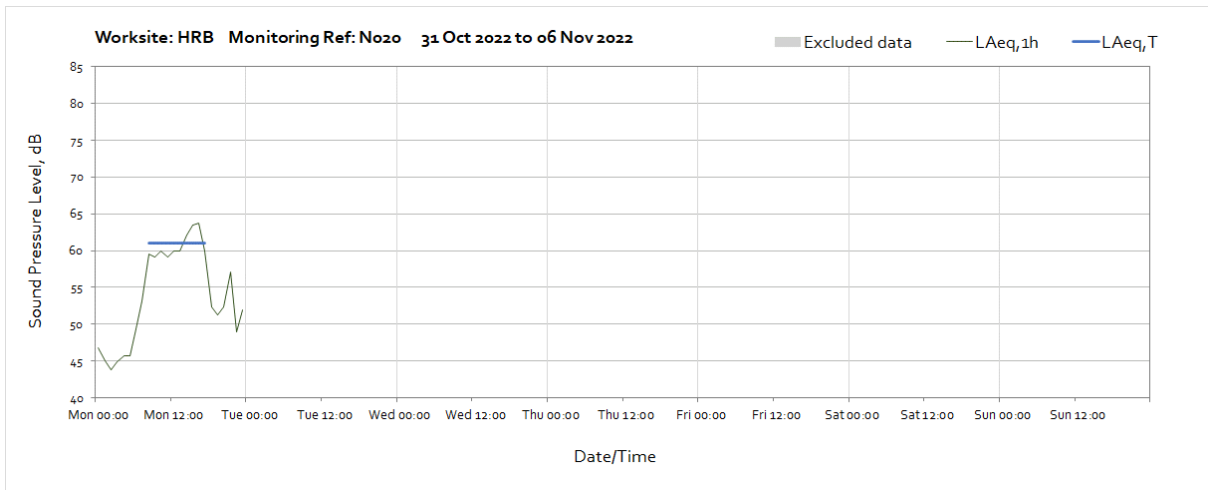 Worksite: HRB Monitoring Ref: N020 31 Oct 2022 to 06 Nov 2022
Excluded data LAeq,1h LAeq,T
85
80
75
70
65
60
55
50
45
40
Sound Pressure Level, dB
Mon 00:00 Mon 12:00 Tue 00:00 Tue 12:00 Wed 00:00 Wed 12:00 Thu 00:00 Thu 12:00 Fri 00:00 Fri 12:00 Sat 00:00 Sat 12:00 Sun 00:00 Sun 12:00
Date/Time